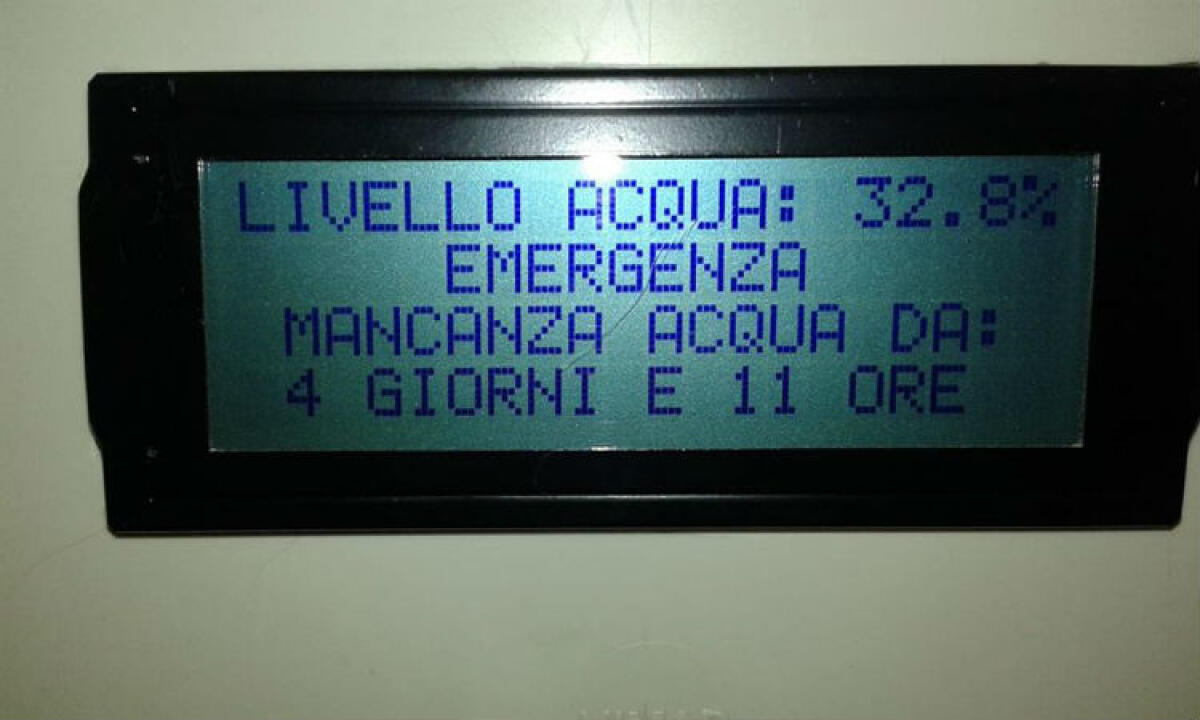 LIVELLO ACQUA: 32.8%
EMERGENZA
MANCANZA ACQUA DA:
4 GIORNI E 11 ORE